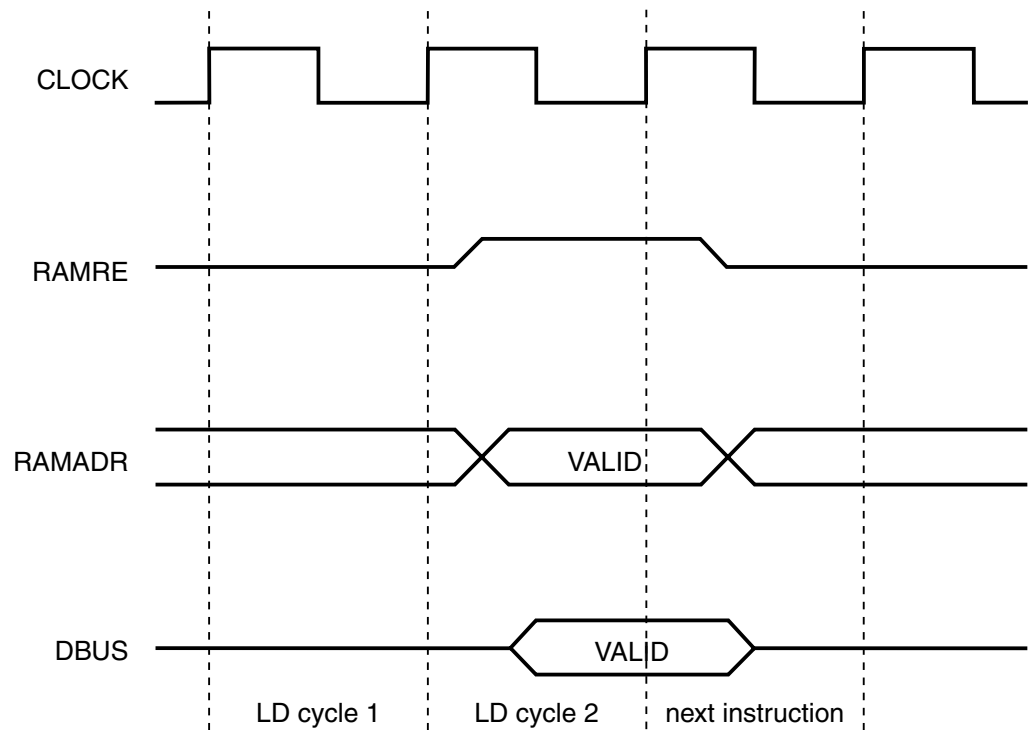 CLOCK
RAMRE
RAMADR
VALID
DBUS
VALID
LD cycle 1
LD cycle 2
next instruction